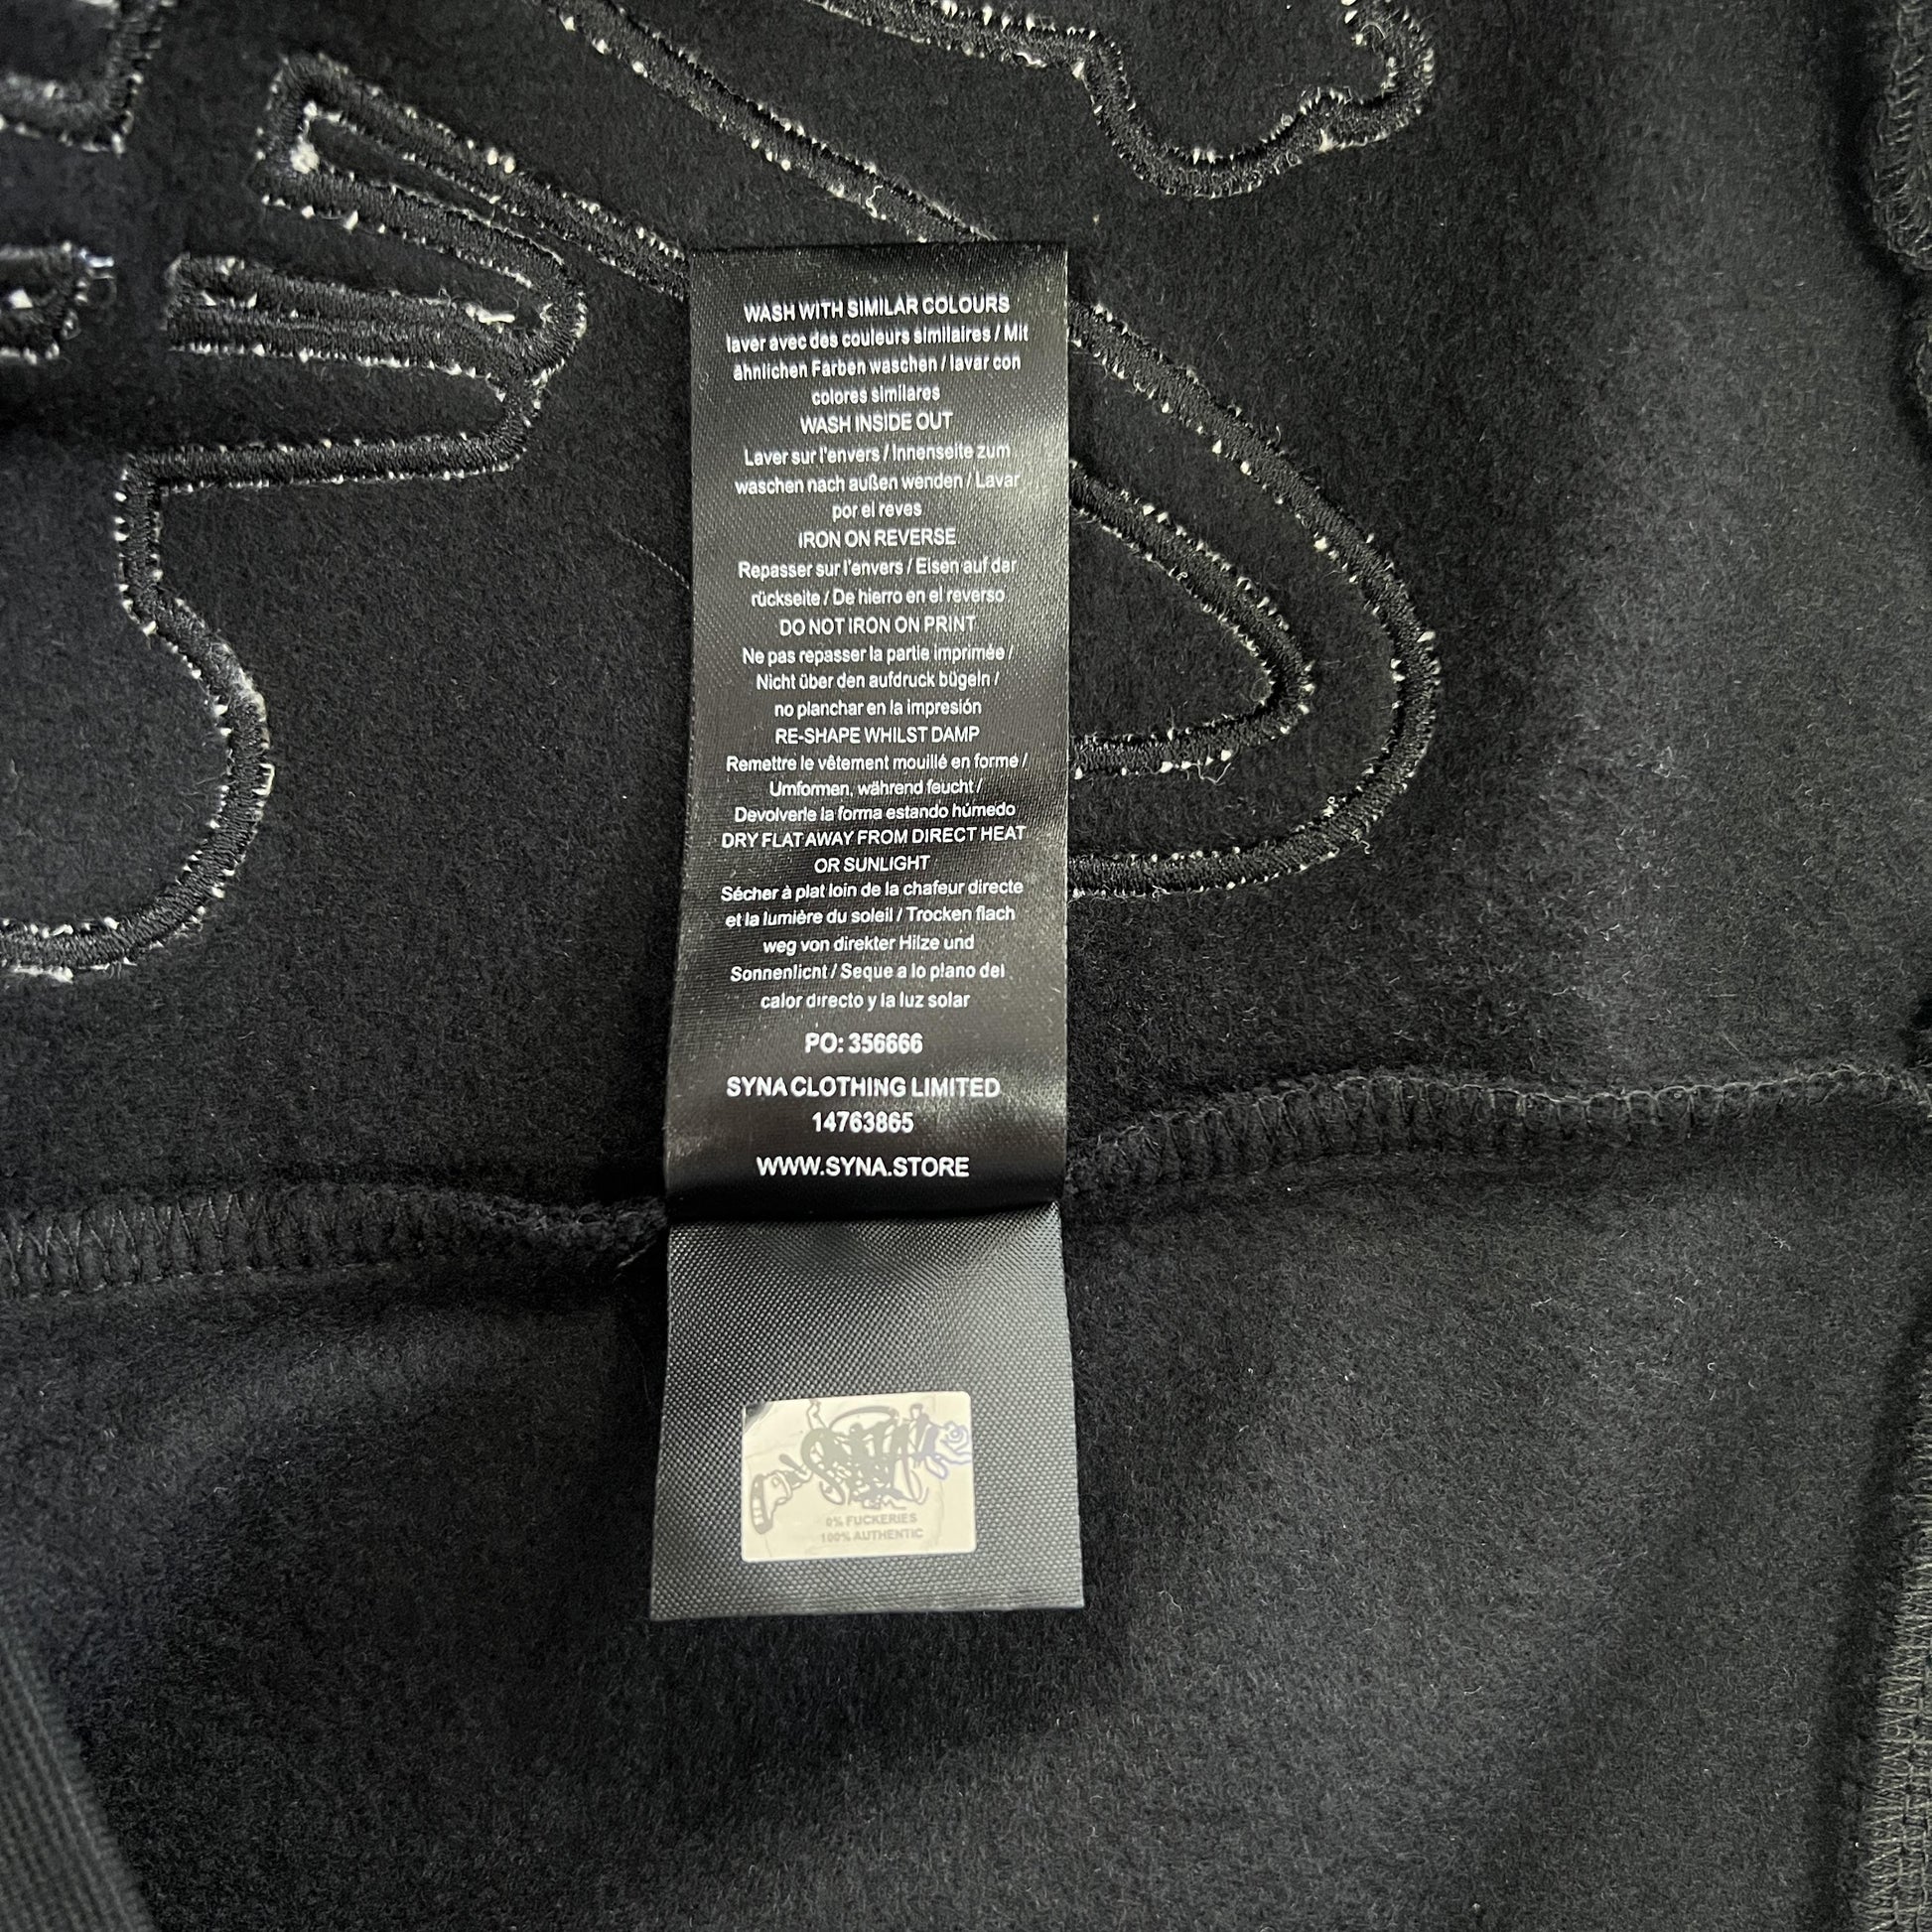 WASH WITH SIMILAR COLOURS
laver avec des couleurs similaires / Mit
ähnlichen Farben waschen / lavar con
colores similares
WASH INSIDE OUT
Laver sur l'envers / Innenseite zum
waschen nach außen wenden / Lavar
por el reves
IRON ON REVERSE
Repasser sur l'envers / Eisen auf der
rückseite / De hierro en el reverso
DO NOT IRON ON PRINT
Ne pas repasser la partie imprimée /
Nicht über den aufdruck bügeln /
no planchar en la impresión
RE-SHAPE WHILST DAMP
Remettre le vêtement mouillé en forme /
Umformen, während feucht /
Devolverle la forma estando húmedo
DRY FLAT AWAY FROM DIRECT HEAT
OR SUNLIGHT
Sécher à plat loin de la chafeur directe
et la lumière du soleil / Trocken flach
weg von direkter Hilze und
Sonnenlicht / Seque a lo plano del
calor directo y la luz solar
PO: 356666
SYNA CLOTHING LIMITED
14763865
WWW.SYNA.STORE
0% FUCKERIES
100% AUTHENTIC